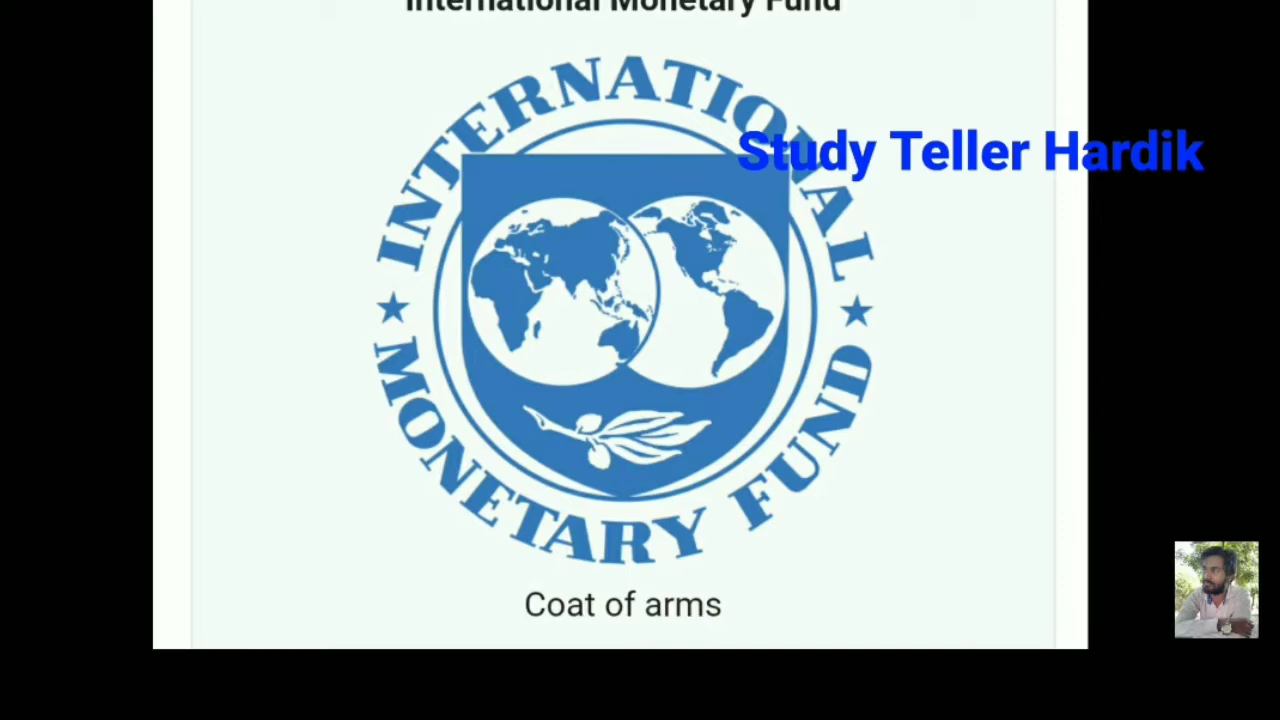 International Monetary Fund
INTERNATIONAL
MONETARY FUND
Study Teller Hardik
Coat of arms